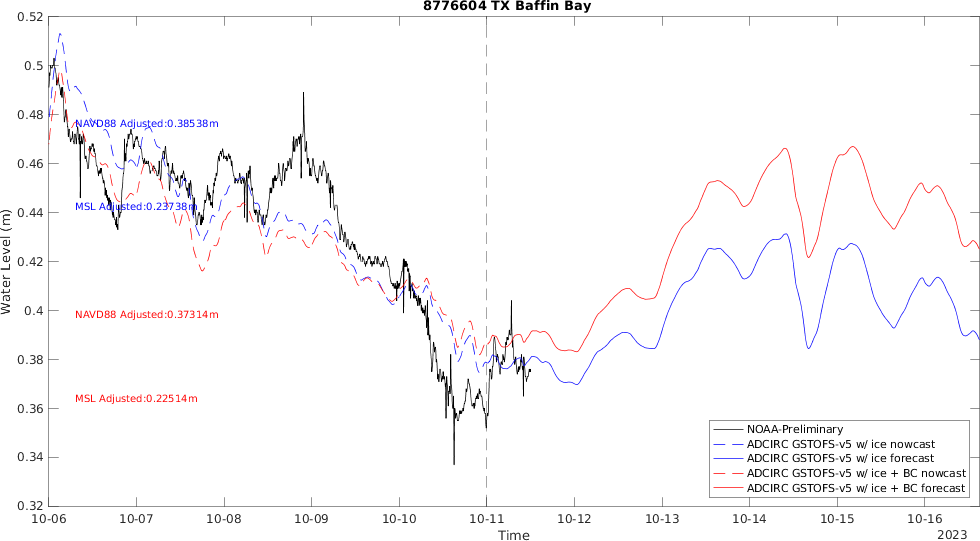 8776604 TX Baffin Bay
0.52
0.5
0.48
0.46
0.44
0.42
0.4
0.38
0.36
0.34
0.32
Water Level (m)
NAVD88 Adjusted:0.38538m
MSL Adjusted:0.23738m
NAVD88 Adjusted:0.37314m
MSL Adjusted:0.22514m
NOAA-Preliminary
ADCIRC GSTOFS-v5 w/ ice nowcast
ADCIRC GSTOFS-v5 w/ ice forecast
ADCIRC GSTOFS-v5 w/ ice + BC nowcast
ADCIRC GSTOFS-v5 w/ ice + BC forecast
10-06 10-07 10-08 10-09 10-10 10-11 10-12 10-13 10-14 10-15 10-16
Time
2023